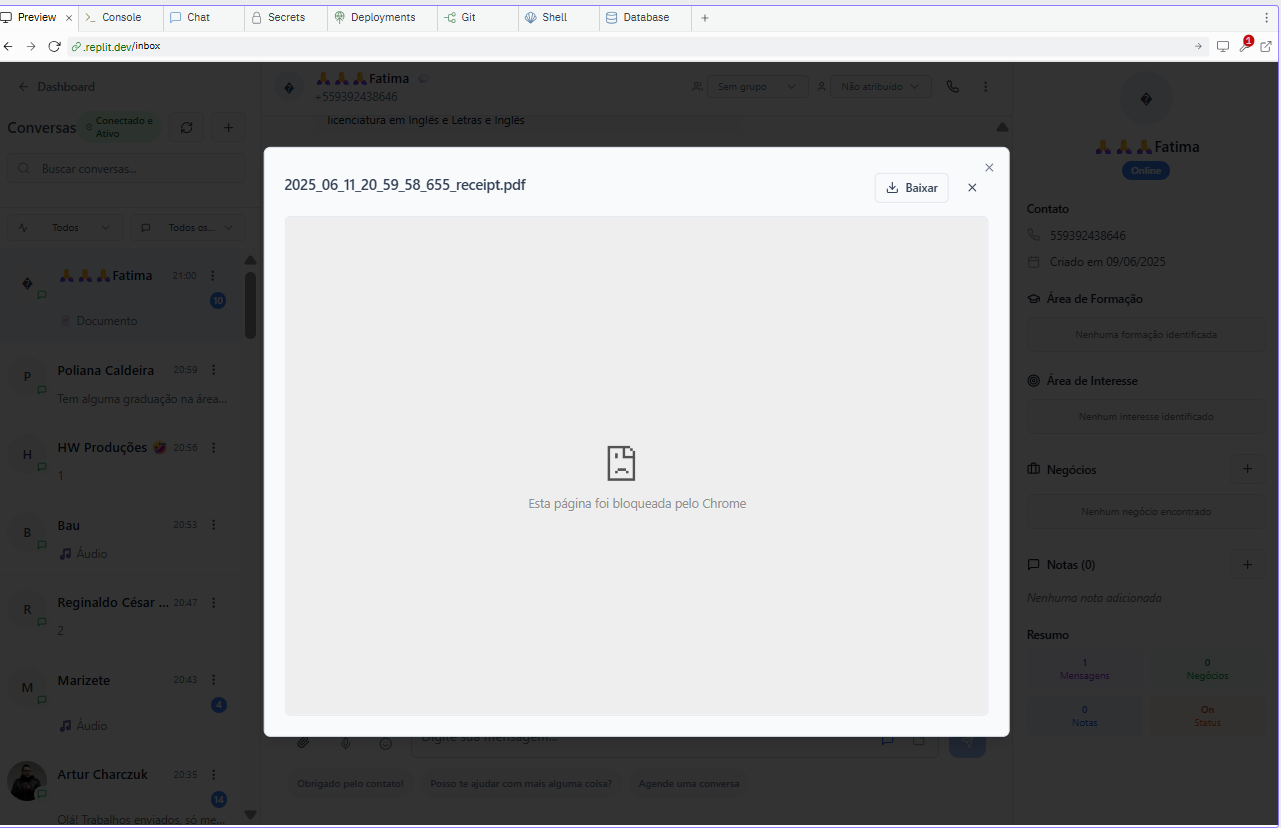 Preview
Console
Chat
Secrets
Deployments
Git
Shell
Database
.replit.dev/inbox
1
Dashboard
Conversas
Conectado e
Ativo
Buscar conversas...
Todos
Todos os...
Fatima
21:00
10
Documento
Poliana Caldeira
20:59
Tem alguma graduação na área...
HW Produções
20:56
1
Bau
20:53
Áudio
Reginaldo César ...
20:47
2
Marizete
20:43
4
Áudio
Artur Charczuk
20:35
14
Olá! Trabalhos enviados, só me...
Fatima
+559392438646
Sem grupo
Não atribuído
licenciatura em Inglês e Letras e Inglês
2025_06_11_20_59_58_655_receipt.pdf
Baixar
Esta página foi bloqueada pelo Chrome
Digite sua mensagem...
Obrigado pelo contato!
Posso te ajudar com mais alguma coisa?
Agende uma conversa
Fatima
Online
Contato
559392438646
Criado em 09/06/2025
Área de Formação
Nenhuma formação identificada
Área de Interesse
Nenhum interesse identificado
Negócios
Nenhum negócio encontrado
Notas (0)
Nenhuma nota adicionada
Resumo
1
Mensagens
0
Negócios
0
Notas
On
Status